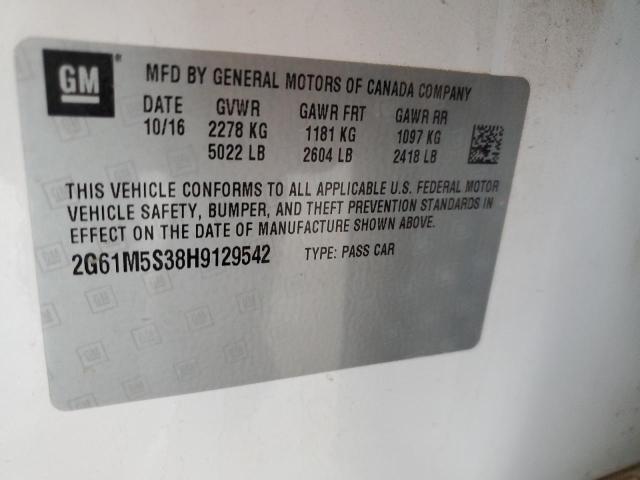 GM
MFD BY GENERAL MOTORS OF CANADA COMPANY
DATE GVWR GAWR FRT GAWR RR
10/16 2278 KG 1181 KG 1097 KG
5022 LB 2604 LB 2418 LB
THIS VEHICLE CONFORMS TO ALL APPLICABLE U.S. FEDERAL MOTOR
VEHICLE SAFETY, BUMPER, AND THEFT PREVENTION STANDARDS IN
EFFECT ON THE DATE OF MANUFACTURE SHOWN ABOVE.
2G61M5S38H9129542 TYPE: PASS CAR